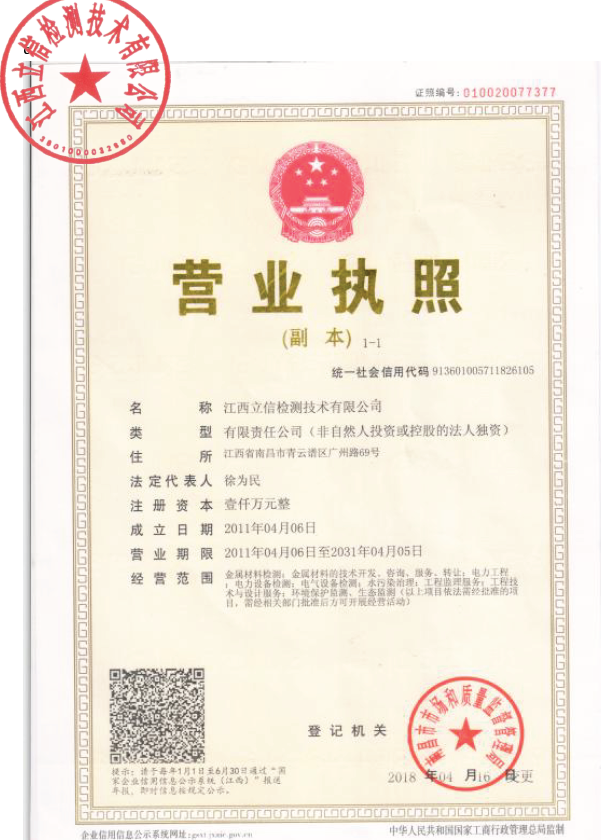 江西立信检测技术有限公司
3601000032680
证照编号:010020077377
营业执照
(副 本) 1-1
统一社会信用代码 913601005711826105
名 称 江西立信检测技术有限公司
类 型 有限责任公司（非自然人投资或控股的法人独资）
住 所 江西省南昌市青云谱区广州路69号
法定代表人 徐为民
注册资本 壹仟万元整
成立日期 2011年04月06日
营业期限 2011年04月06日至2031年04月05日
经营范围 金属材料检测；金属材料的技术开发、咨询、服务、转让；电力工程
；电力设备检测；电气设备检测；水污染治理；工程监理服务；工程技
术与设计服务；环境保护监测、生态监测（以上项目依法需经批准的项
目，需经相关部门批准后方可开展经营活动）
南昌市市场和质量监督管理局
登记机关
2018 年04 月16 日变更
提示：请于每年1月1日至6月30日通过“国
家企业信用信息公示系统（江西）”报送
年报，即时信息按规定公示。
企业信用信息公示系统网址:
中华人民共和国国家工商行政管理总局监制